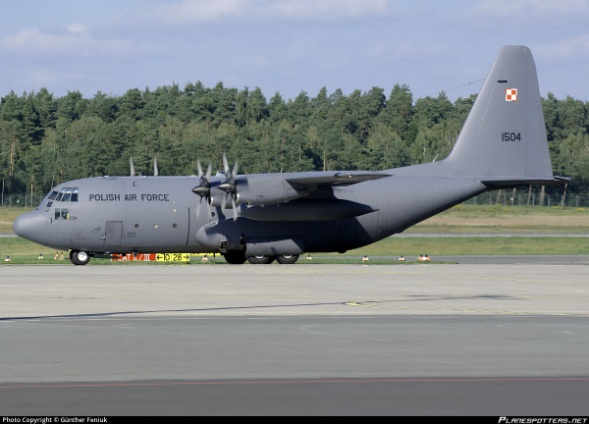 1504
POLISH AIR FORCE
Photo Copyright © Günther Feniuk
Planespotters.net